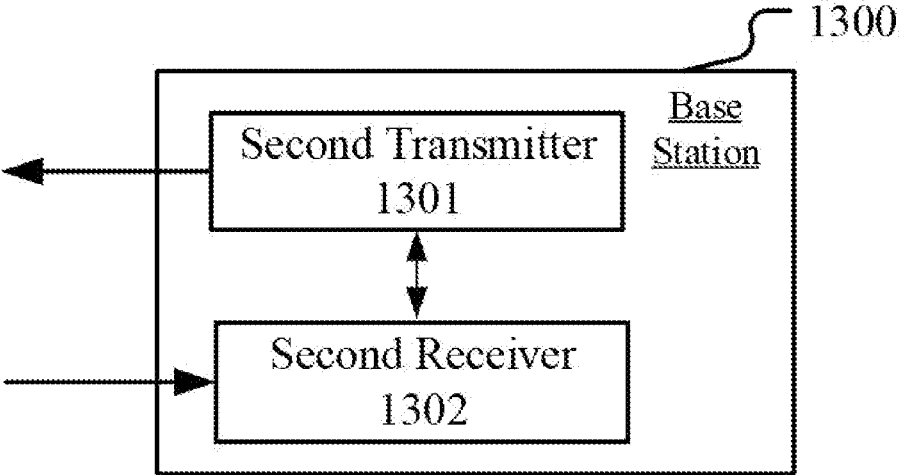 1300
Base
Station
Second Transmitter
1301
Second Receiver
1302